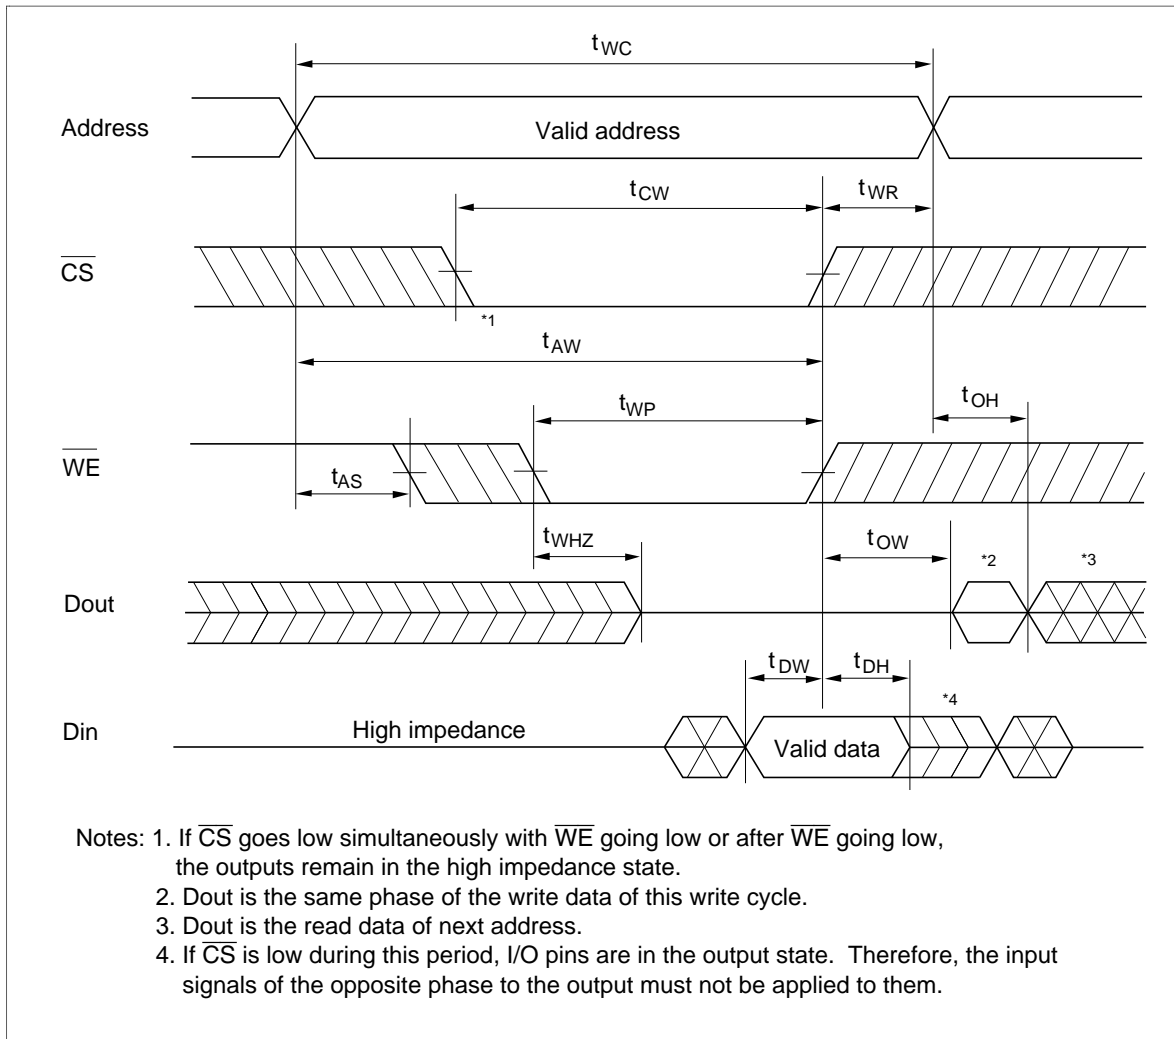 tWC
Address
Valid address
tCW
tWR
CS
*1
tAW
tWP
tOH
WE
tAS
tWHZ
tOW
*2
*3
Dout
tDW
tDH
*4
Din
High impedance
Valid data
Notes: 1. If CS goes low simultaneously with WE going low or after WE going low,
the outputs remain in the high impedance state.
2. Dout is the same phase of the write data of this write cycle.
3. Dout is the read data of next address.
4. If CS is low during this period, I/O pins are in the output state. Therefore, the input
signals of the opposite phase to the output must not be applied to them.